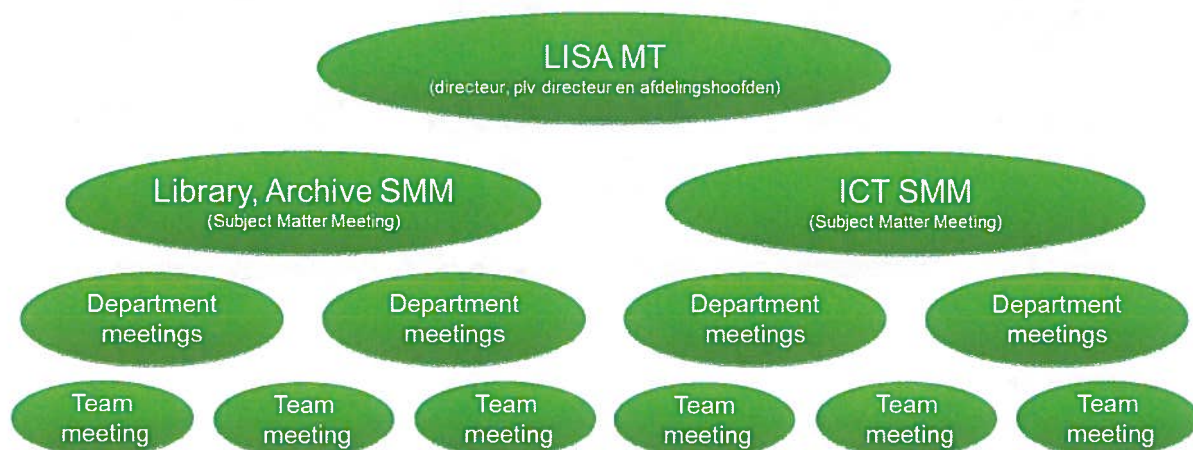 LISA MT
(directeur, plv directeur en afdelingshoofden)
Library, Archive SMM
(Subject Matter Meeting)
ICT SMM
(Subject Matter Meeting)
Department
meetings
Department
meetings
Department
meetings
Department
meetings
Team
meeting
Team
meeting
Team
meeting
Team
meeting
Team
meeting
Team
meeting